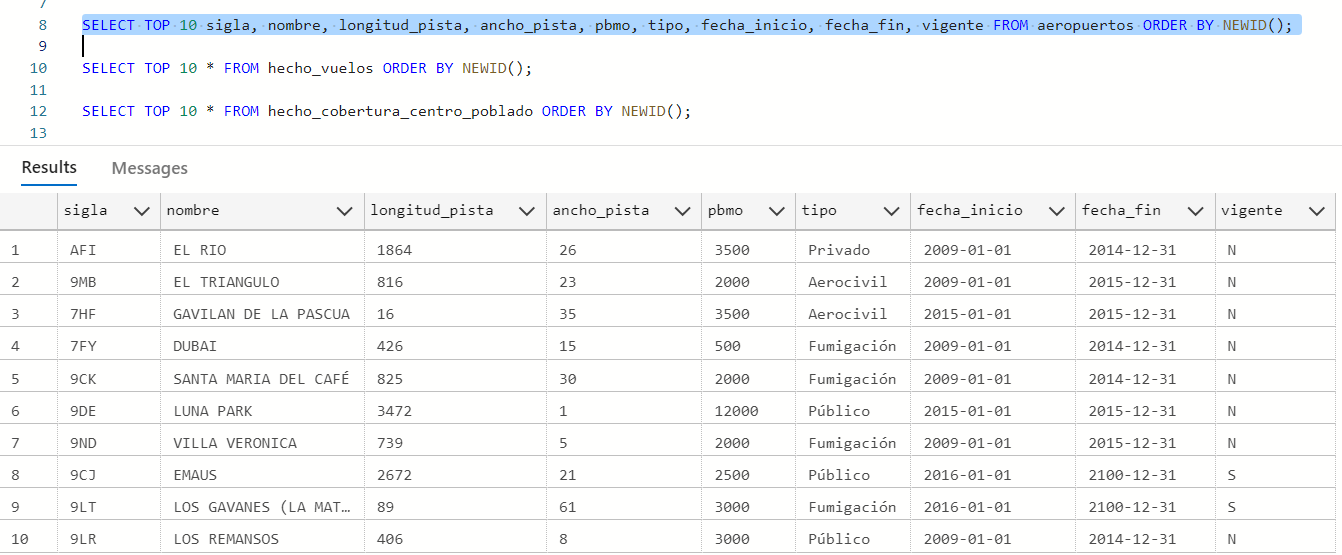 7
8 SELECT TOP 10 sigla, nombre, longitud_pista, ancho_pista, pbmo, tipo, fecha_inicio, fecha_fin, vigente FROM aeropuertos ORDER BY NEWID();
9
10 SELECT TOP 10 * FROM hecho_vuelos ORDER BY NEWID();
11
12 SELECT TOP 10 * FROM hecho_cobertura_centro_poblado ORDER BY NEWID();
13
Results Messages
sigla nombre longitud_pista ancho_pista pbmo tipo fecha_inicio fecha_fin vigente
1 AFI EL RIO 1864 26 3500 Privado 2009-01-01 2014-12-31 N
2 9MB EL TRIANGULO 816 23 2000 Aerocivil 2009-01-01 2015-12-31 N
3 7HF GAVILAN DE LA PASCUA 16 35 3500 Aerocivil 2015-01-01 2015-12-31 N
4 7FY DUBAI 426 15 500 Fumigación 2009-01-01 2014-12-31 N
5 9CK SANTA MARIA DEL CAFÉ 825 30 2000 Fumigación 2009-01-01 2014-12-31 N
6 9DE LUNA PARK 3472 1 12000 Público 2015-01-01 2015-12-31 N
7 9ND VILLA VERONICA 739 5 2000 Fumigación 2009-01-01 2015-12-31 N
8 9CJ EMAUS 2672 21 2500 Público 2016-01-01 2100-12-31 S
9 9LT LOS GAVANES (LA MAT… 89 61 3000 Fumigación 2016-01-01 2100-12-31 S
10 9LR LOS REMANSOS 406 8 3000 Público 2009-01-01 2014-12-31 N